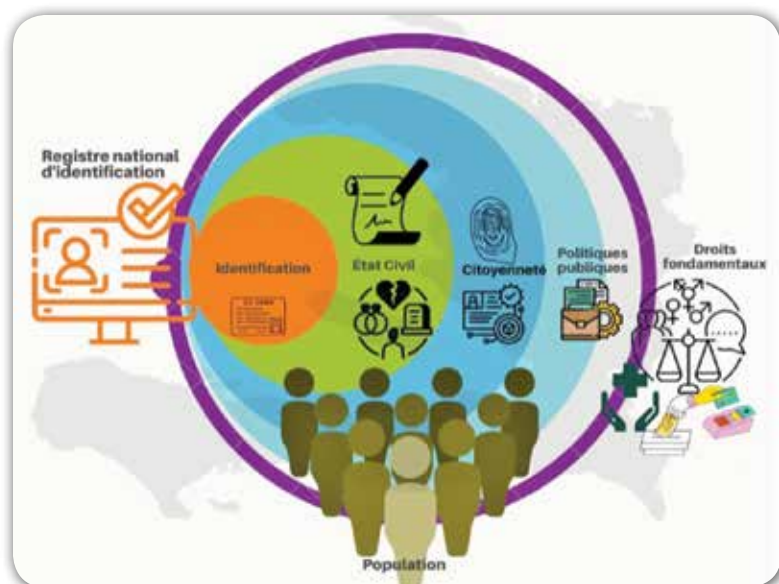 Registre national
d'identification
Identification
État Civil
Citoyenneté
Politiques
publiques
Droits
fondamentaux
Population